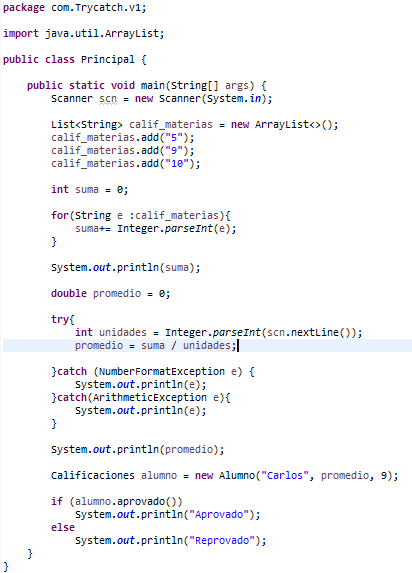 package com.Trycatch.v1;
import java.util.ArrayList;
public class Principal {
public static void main(String[] args) {
Scanner scn = new Scanner(System.in);
List<String> calif_materias = new ArrayList<>();
calif_materias.add("5");
calif_materias.add("9");
calif_materias.add("10");
int suma = 0;
for(String e :calif_materias){
suma+= Integer.parseInt(e);
}
System.out.println(suma);
double promedio = 0;
try{
int unidades = Integer.parseInt(scn.nextLine());
promedio = suma / unidades;
}catch (NumberFormatException e) {
System.out.println(e);
}catch(ArithmeticException e){
System.out.println(e);
}
System.out.println(promedio);
Calificaciones alumno = new Alumno("Carlos", promedio, 9);
if (alumno.aprovado())
System.out.println("Aprovado");
else
System.out.println("Reprovado");
}
}